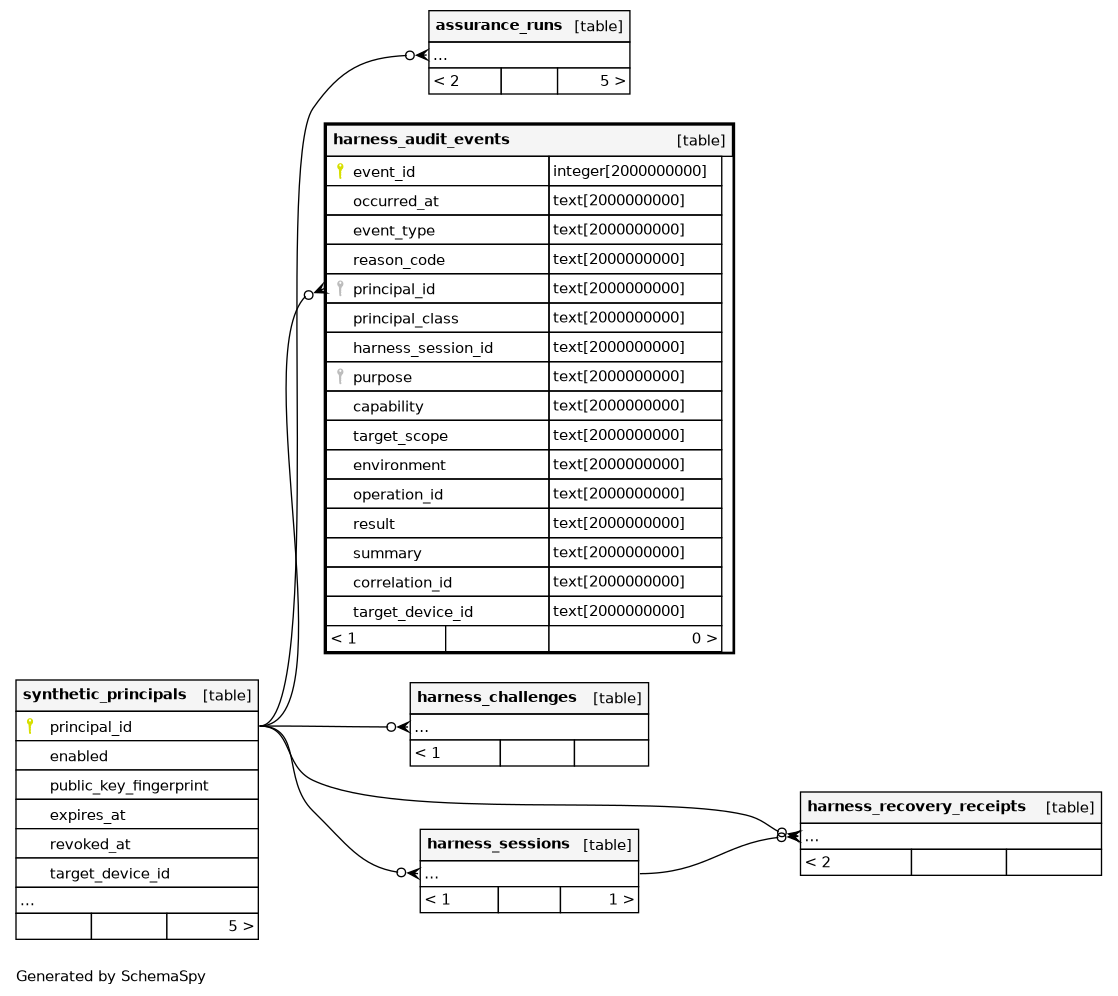 assurance_runs [table]
...
< 2 5 >
harness_audit_events [table]
event_id integer[2000000000]
occurred_at text[2000000000]
event_type text[2000000000]
reason_code text[2000000000]
principal_id text[2000000000]
principal_class text[2000000000]
harness_session_id text[2000000000]
purpose text[2000000000]
capability text[2000000000]
target_scope text[2000000000]
environment text[2000000000]
operation_id text[2000000000]
result text[2000000000]
summary text[2000000000]
correlation_id text[2000000000]
target_device_id text[2000000000]
< 1 0 >
synthetic_principals [table]
principal_id
enabled
public_key_fingerprint
expires_at
revoked_at
target_device_id
...
5 >
harness_challenges [table]
...
< 1
harness_sessions [table]
...
< 1 1 >
harness_recovery_receipts [table]
...
< 2
Generated by SchemaSpy